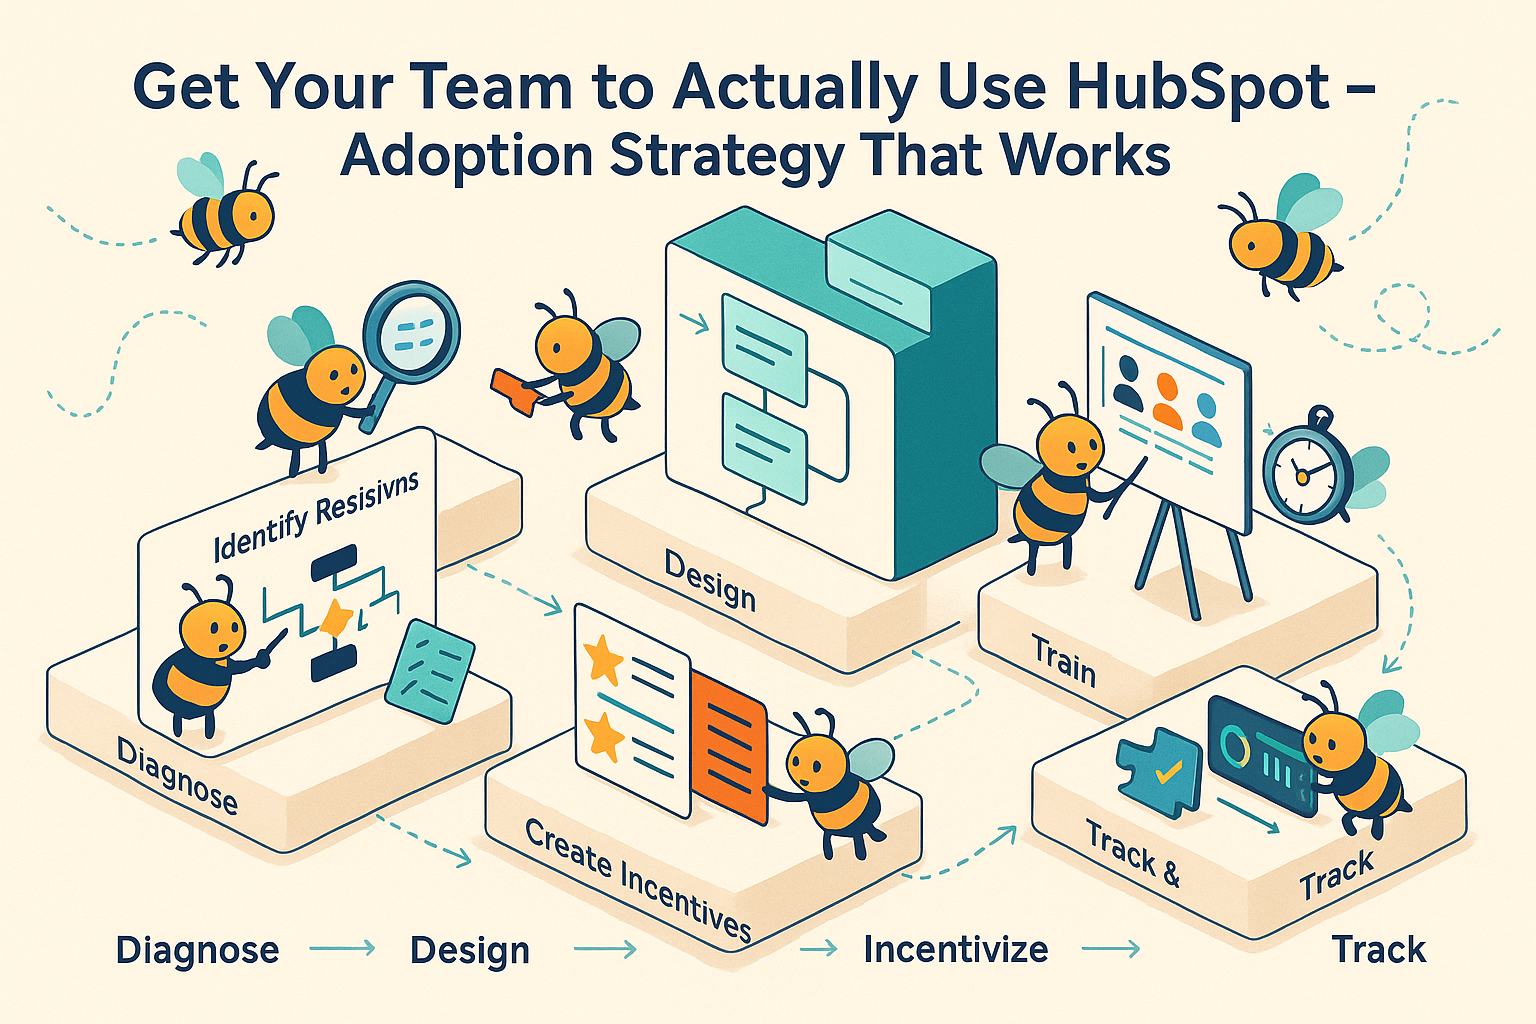 Get Your Team to Actually Use HubSpot –
Adoption Strategy That Works
Identify Resisivns
Diagnose
Design
Train
Create Incentives
Track &
Track
Diagnose → Design → → Incentivize → Track